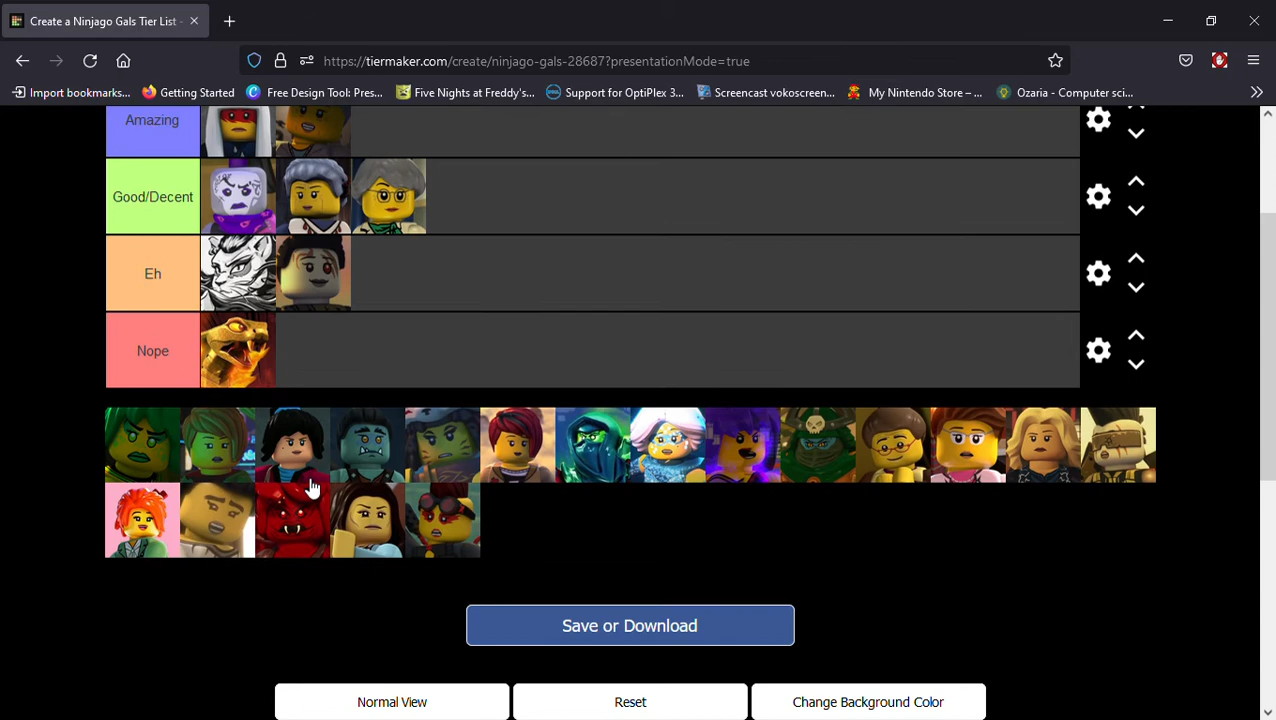 Create a Ninjago Gals Tier List -
https://tiermaker.com/create/ninjago-gals-28687?presentationMode=true
Import bookmarks... Getting Started Free Design Tool: Pres... Five Nights at Freddy's... Support for OptiPlex 3... Screencast vokoscreen... My Nintendo Store – ... Ozaria - Computer sci...
Amazing
Good/Decent
Eh
Nope
Save or Download
Normal View Reset Change Background Color